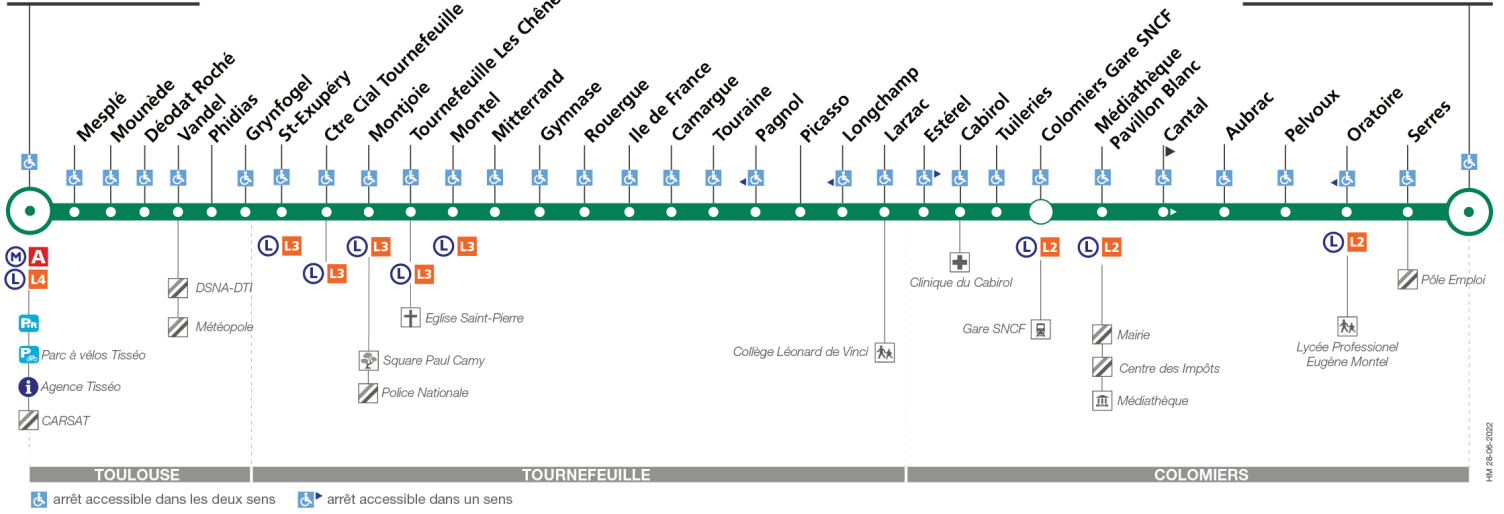 Mesplé
Mounède
Déodat Roché
Vandel
Phidias
Grynfogel
St-Exupéry
Ctre Cial Tournefeuille
Montjoie
Tournefeuille Les Chêne
Montel
Mitterrand
Gymnase
Rouergue
Ile de France
Camargue
Touraine
Pagnol
Picasso
Longchamp
Larzac
Estérel
Cabirol
Tuileries
Colomiers Gare SNCF
Médiathèque
Pavillon Blanc
Cantal
Aubrac
Pelvoux
Oratoire
Serres
M A
L L4
L L3
L L3
L L3
L L3
L L3
L L2
L L2
L L2
P+R
Parc à vélos Tisséo
Agence Tisséo
CARSAT
DSNA-DTI
Météopole
Square Paul Camy
Police Nationale
Eglise Saint-Pierre
Collège Léonard de Vinci
Clinique du Cabirol
Gare SNCF
Mairie
Centre des Impôts
Médiathèque
Lycée Professionel
Eugène Montel
Pôle Emploi
TOULOUSE
TOURNEFEUILLE
COLOMIERS
arrêt accessible dans les deux sens
arrêt accessible dans un sens
HM 28-06-2022